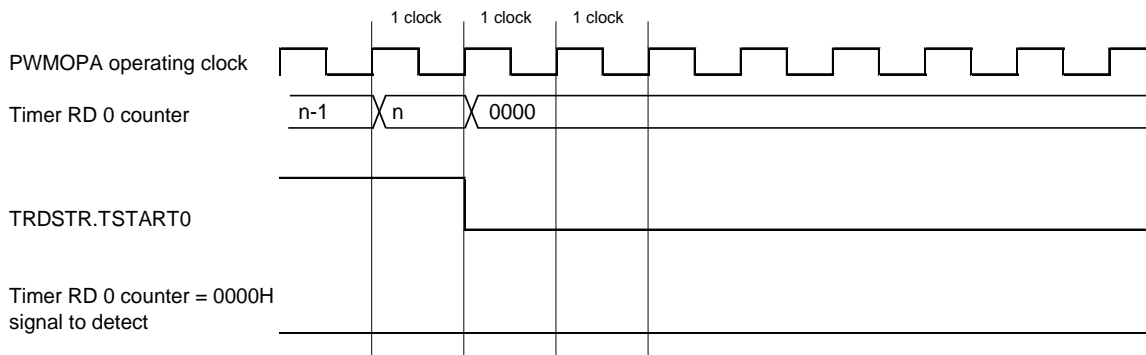 1 clock 1 clock 1 clock
PWMOPA operating clock
Timer RD 0 counter n-1 n 0000
TRDSTR.TSTART0
Timer RD 0 counter = 0000H
signal to detect